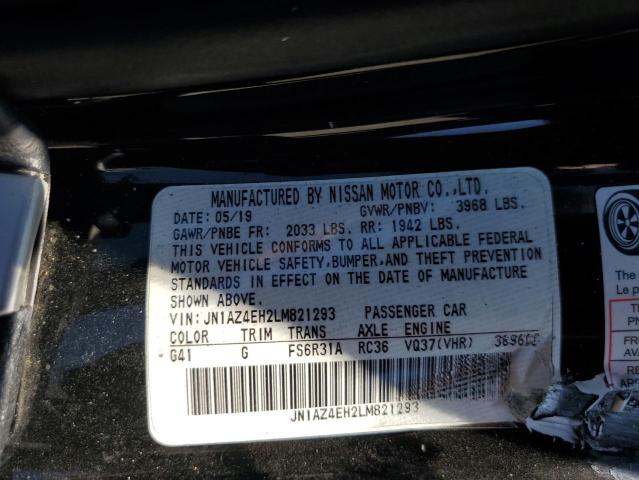 MANUFACTURED BY NISSAN MOTOR CO.,LTD.
DATE: 05/19 GVWR/PNBV: 3968 LBS.
GAWR/PNBE FR: 2033 LBS. RR: 1942 LBS.
THIS VEHICLE CONFORMS TO ALL APPLICABLE FEDERAL
MOTOR VEHICLE SAFETY, BUMPER, AND THEFT PREVENTION
STANDARDS IN EFFECT ON THE DATE OF MANUFACTURE
SHOWN ABOVE.
VIN: JN1AZ4EH2LM821293 PASSENGER CAR
COLOR TRIM TRANS AXLE ENGINE
G41 G FS6R31A RC36 VQ37(VHR)
JN1AZ4EH2LM821293
The
Le p